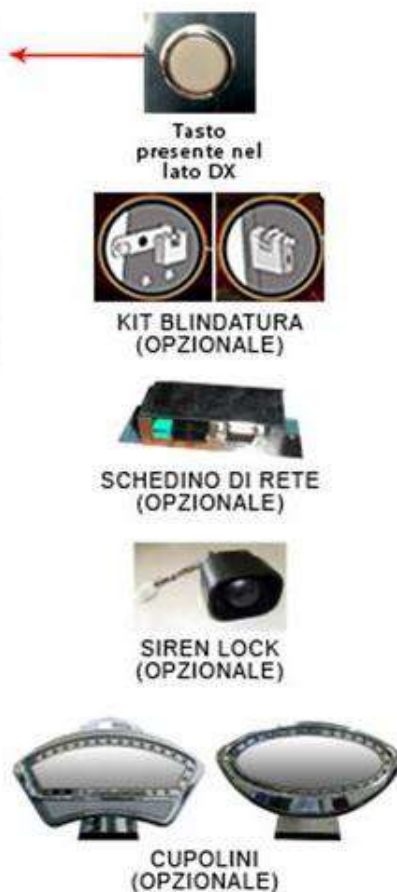 Tasto
presente nel
lato DX
KIT BLINDATURA
(OPZIONALE)
SCHEDINO DI RETE
(OPZIONALE)
SIREN LOCK
(OPZIONALE)
CUPOLINI
(OPZIONALE)